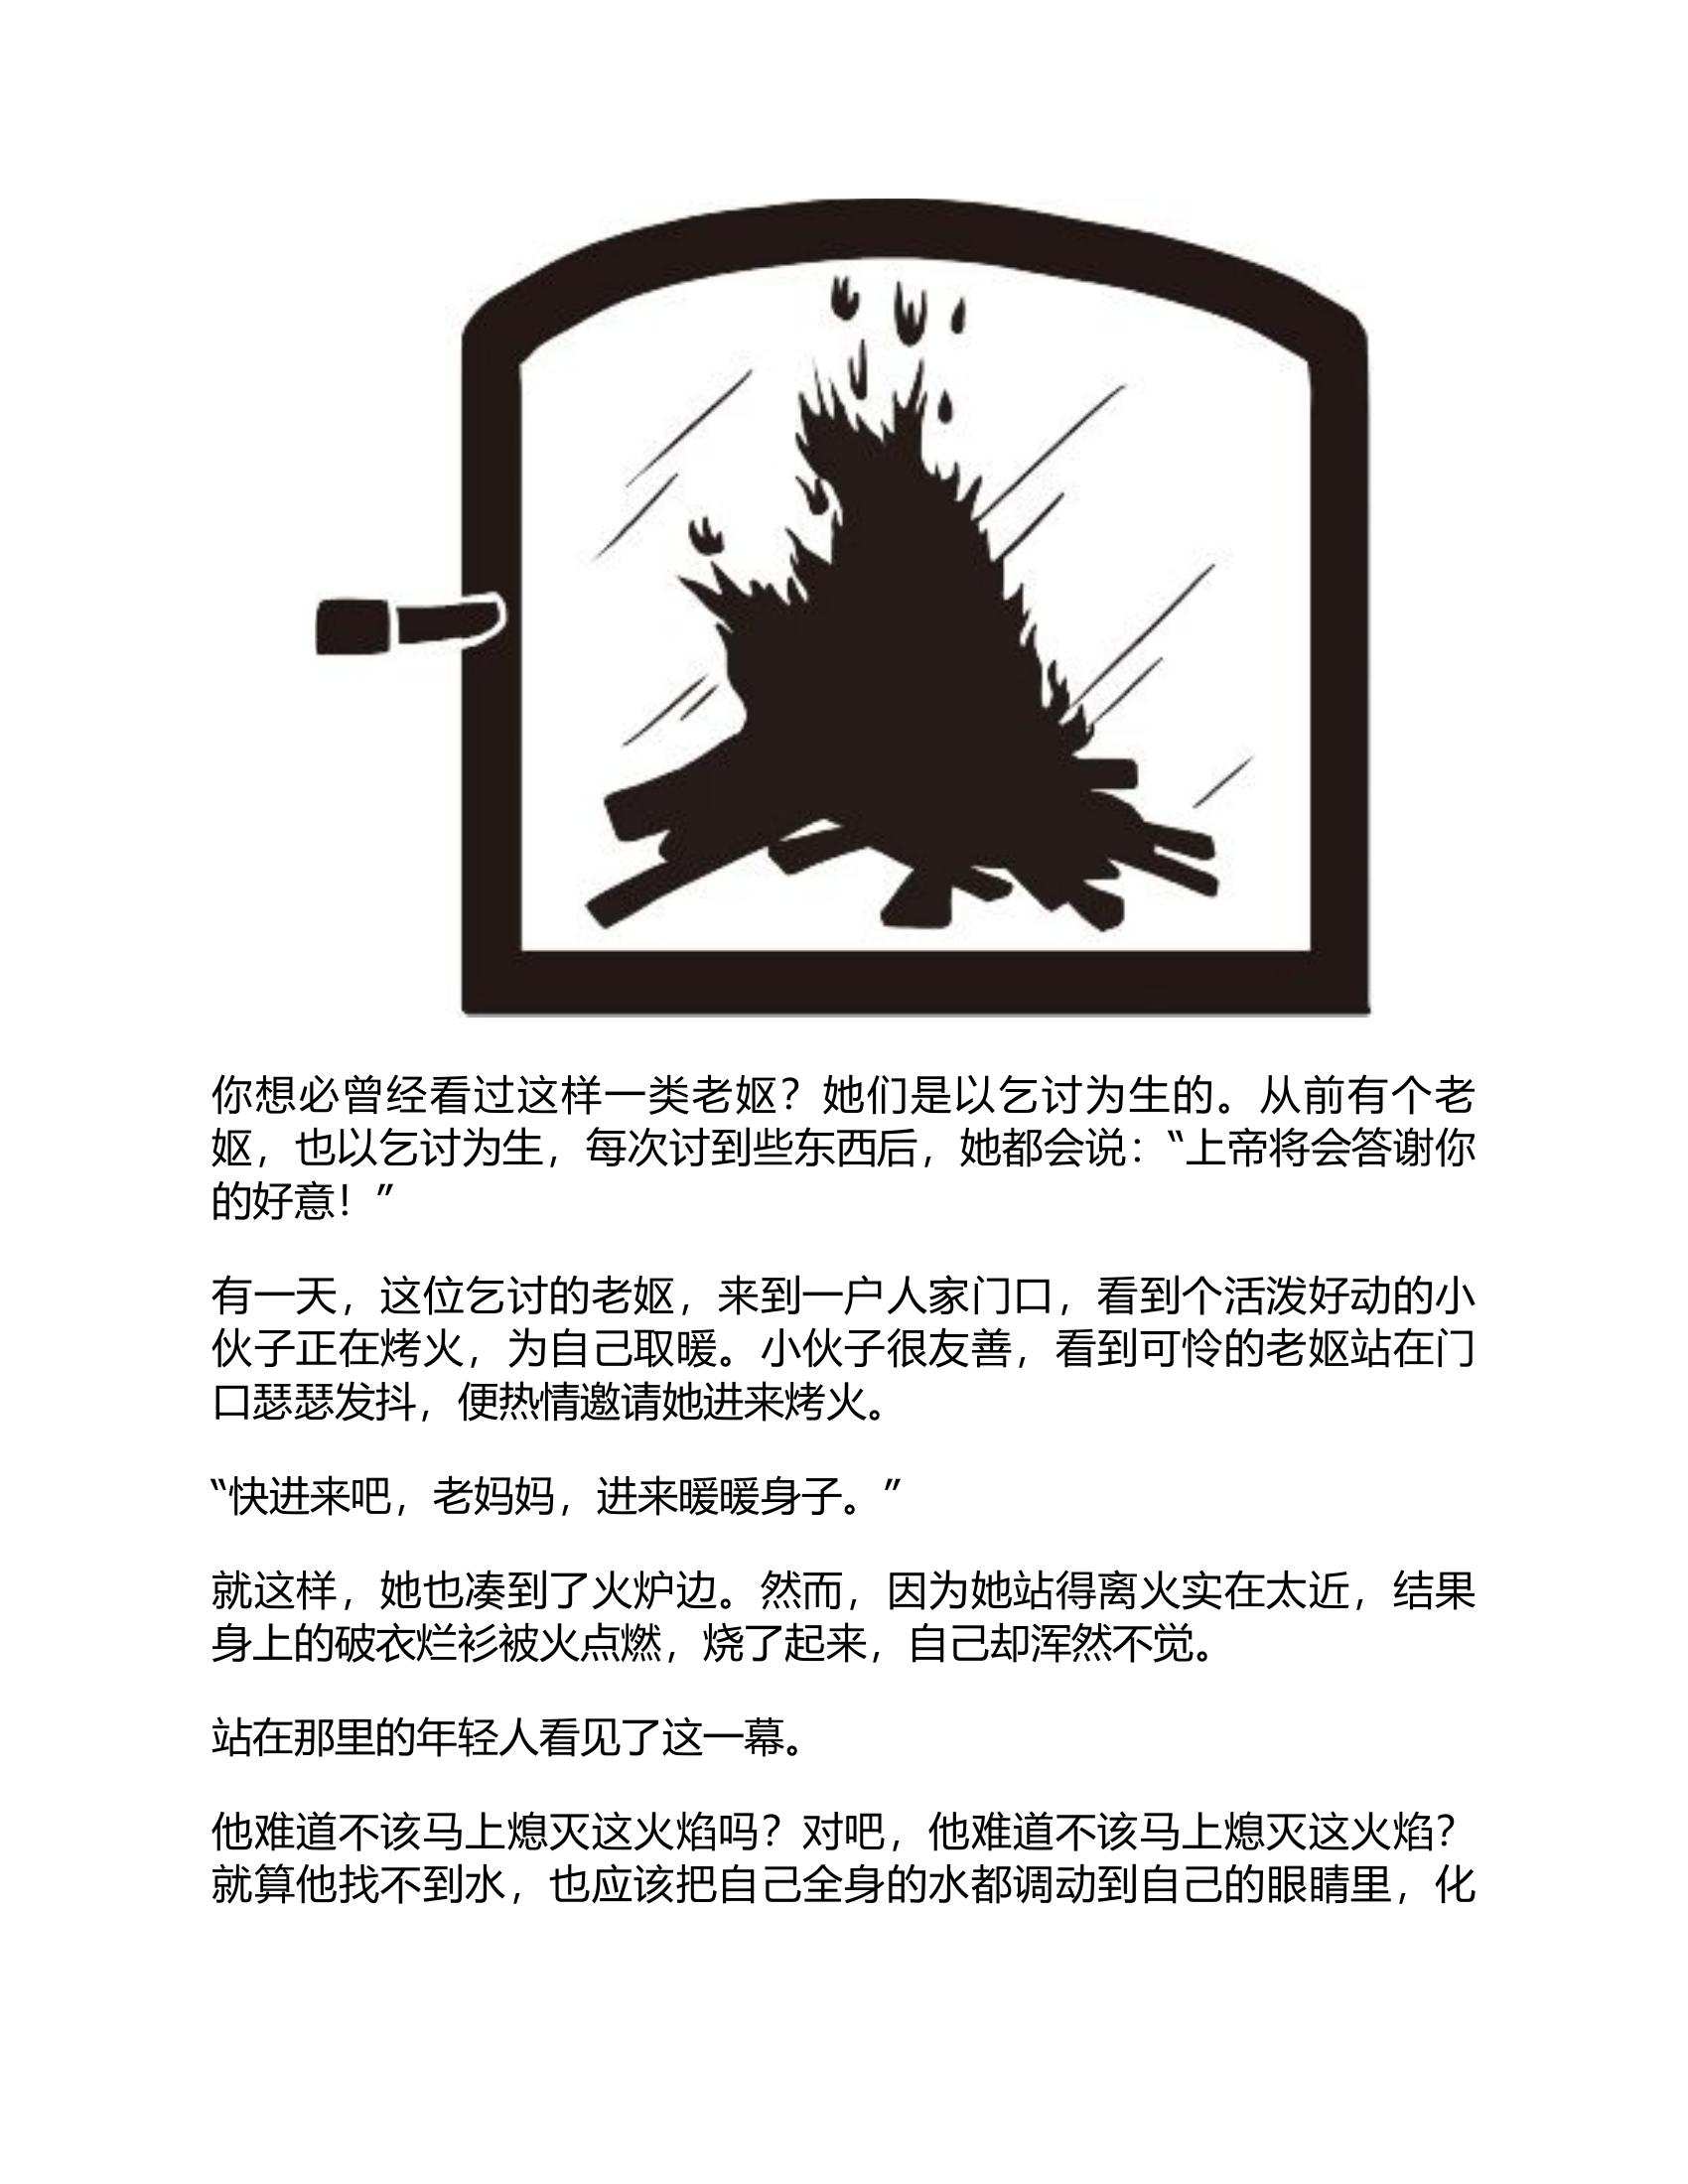 你想必曾经看过这样一类老妪？她们是以乞讨为生的。从前有个老
妪，也以乞讨为生，每次讨到些东西后，她都会说：“上帝将会答谢你
的好意！”
有一天，这位乞讨的老妪，来到一户人家门口，看到个活泼好动的小
伙子正在烤火，为自己取暖。小伙子很友善，看到可怜的老妪站在门
口瑟瑟发抖，便热情邀请她进来烤火。
“快进来吧，老妈妈，进来暖暖身子。”
就这样，她也凑到了火炉边。然而，因为她站得离火实在太近，结果
身上的破衣烂衫被火点燃，烧了起来，自己却浑然不觉。
站在那里的年轻人看见了这一幕。
他难道不该马上熄灭这火焰吗？对吧，他难道不该马上熄灭这火焰？
就算他找不到水，也应该把自己全身的水都调动到自己的眼睛里，化